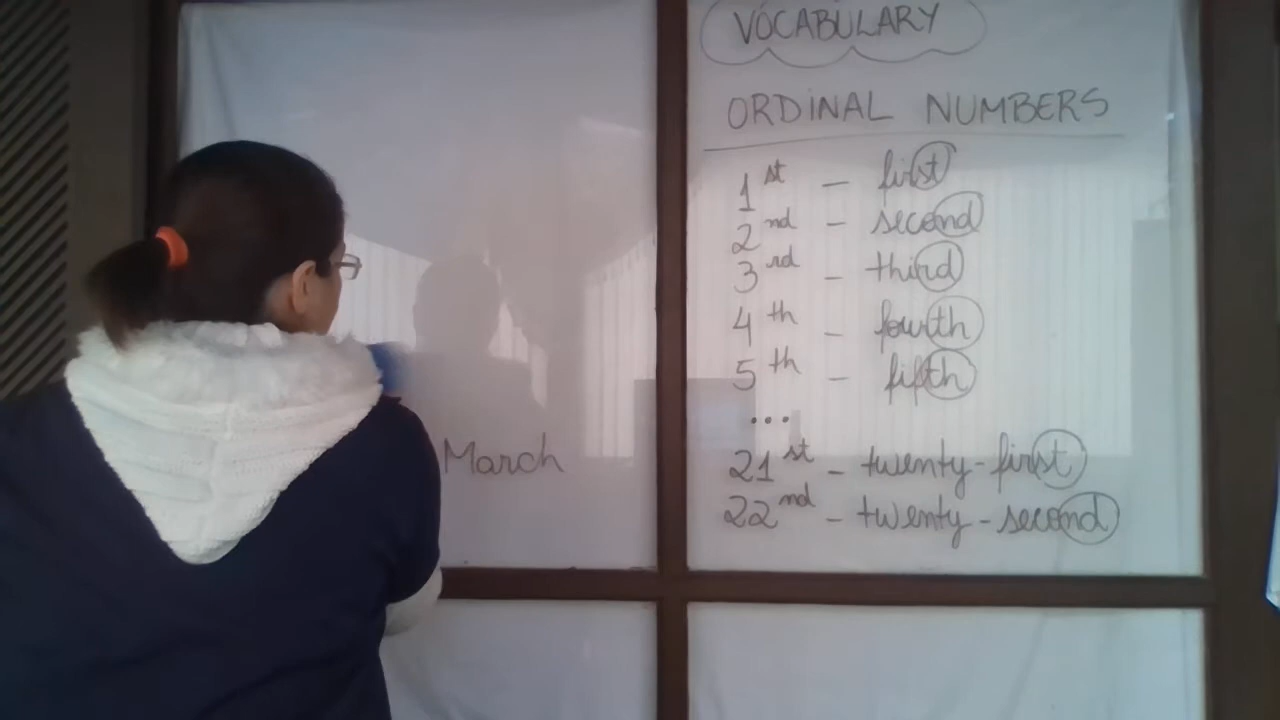 VOCABULARY
ORDINAL NUMBERS
1st - first
2nd - second
3rd - third
4th - fourth
5th - fifth
...
21st - twenty-first
22nd - twenty-second
March